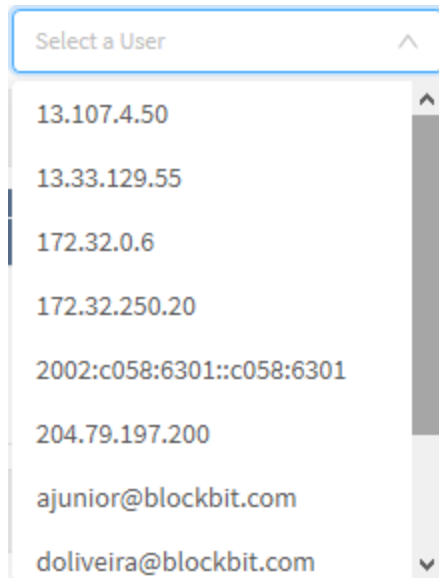 Select a User
13.107.4.50
13.33.129.55
172.32.0.6
172.32.250.20
2002:c058:6301::c058:6301
204.79.197.200
ajunior@blockbit.com
doliveira@blockbit.com